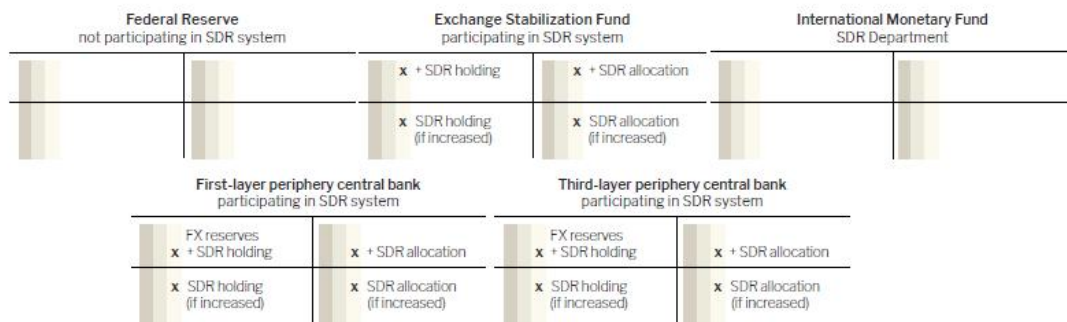 Federal Reserve
not participating in SDR system
Exchange Stabilization Fund
participating in SDR system
International Monetary Fund
SDR Department
x + SDR holding
x + SDR allocation
x SDR holding
(if increased)
x SDR allocation
(if increased)
First-layer periphery central bank
participating in SDR system
Third-layer periphery central bank
participating in SDR system
FX reserves
x + SDR holding
x + SDR allocation
x SDR holding
(if increased)
x SDR allocation
(if increased)
FX reserves
x + SDR holding
x + SDR allocation
x SDR holding
(if increased)
x SDR allocation
(if increased)